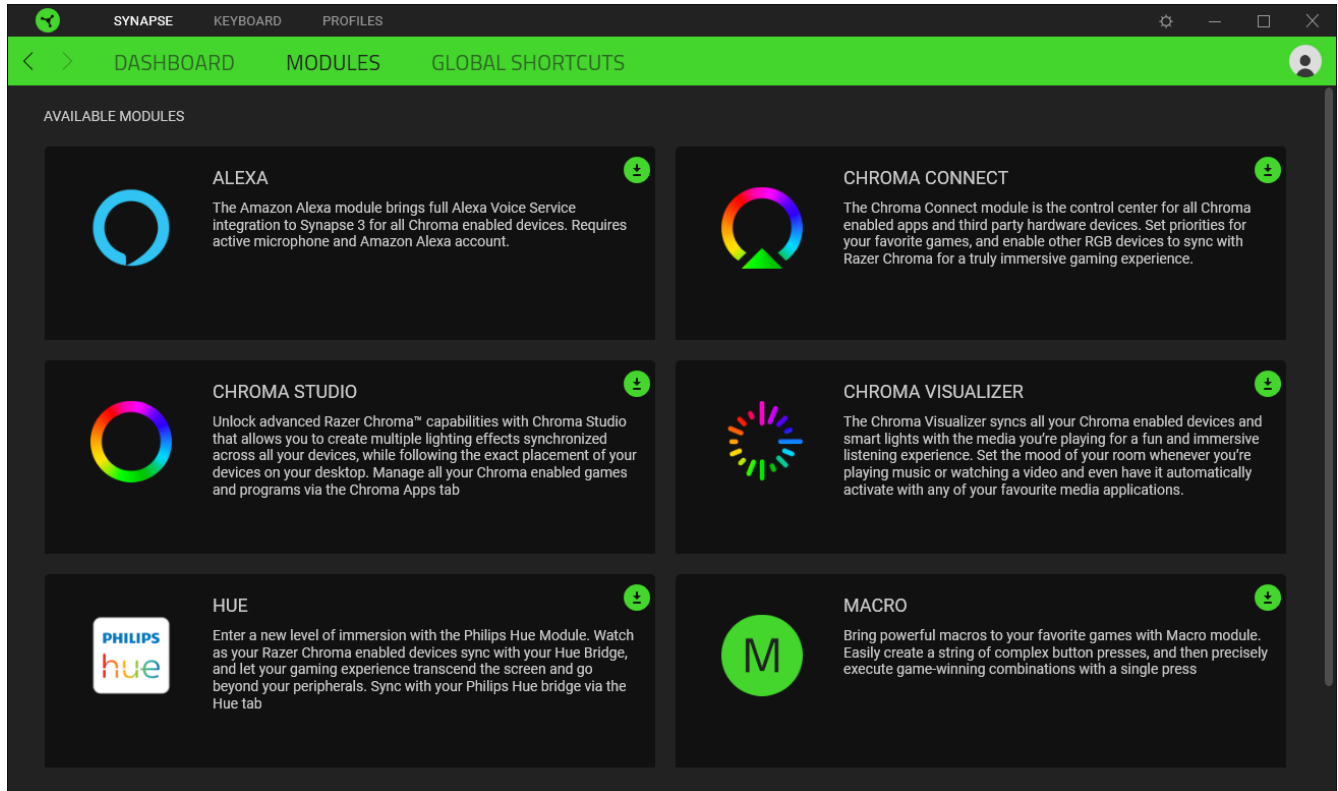 SYNAPSE KEYBOARD PROFILES
DASHBOARD MODULES GLOBAL SHORTCUTS
AVAILABLE MODULES
ALEXA
The Amazon Alexa module brings full Alexa Voice Service
integration to Synapse 3 for all Chroma enabled devices. Requires
active microphone and Amazon Alexa account.
CHROMA CONNECT
The Chroma Connect module is the control center for all Chroma
enabled apps and third party hardware devices. Set priorities for
your favorite games, and enable other RGB devices to sync with
Razer Chroma for a truly immersive gaming experience.
CHROMA STUDIO
Unlock advanced Razer Chroma™ capabilities with Chroma Studio
that allows you to create multiple lighting effects synchronized
across all your devices, while following the exact placement of your
devices on your desktop. Manage all your Chroma enabled games
and programs via the Chroma Apps tab
CHROMA VISUALIZER
The Chroma Visualizer syncs all your Chroma enabled devices and
smart lights with the media you’re playing for a fun and immersive
listening experience. Set the mood of your room whenever you’re
playing music or watching a video and even have it automatically
activate with any of your favourite media applications.
PHILIPS
hue
HUE
Enter a new level of immersion with the Philips Hue Module. Watch
as your Razer Chroma enabled devices sync with your Hue Bridge,
and let your gaming experience transcend the screen and go
beyond your peripherals. Sync with your Philips Hue bridge via the
Hue tab
M
MACRO
Bring powerful macros to your favorite games with Macro module.
Easily create a string of complex button presses, and then precisely
execute game-winning combinations with a single press